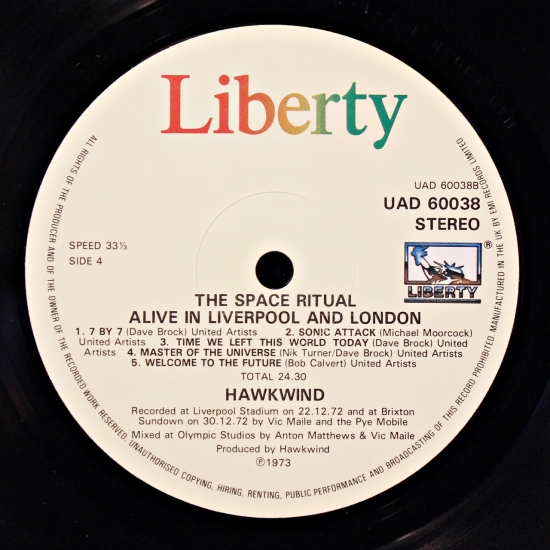 Liberty
UAD 60038B
UAD 60038
STEREO
SPEED 33⅓
SIDE 4
®
LIBERTY
THE SPACE RITUAL
ALIVE IN LIVERPOOL AND LONDON
1. 7 BY 7 (Dave Brock) United Artists 2. SONIC ATTACK (Michael Moorcock)
United Artists 3. TIME WE LEFT THIS WORLD TODAY (Dave Brock) United
Artists 4. MASTER OF THE UNIVERSE (Nik Turner/Dave Brock) United Artists
5. WELCOME TO THE FUTURE (Bob Calvert) United Artists
TOTAL 24.30
HAWKWIND
Recorded at Liverpool Stadium on 22.12.72 and at Brixton
Sundown on 30.12.72 by Vic Maile and the Pye Mobile
Mixed at Olympic Studios by Anton Matthews & Vic Maile
Produced by Hawkwind
℗1973
ALL RIGHTS OF THE PRODUCER AND OF THE OWNER OF THE RECORDED WORK RESERVED. UNAUTHORISED COPYING, HIRING, RENTING, PUBLIC PERFORMANCE AND BROADCASTING OF THIS RECORD PROHIBITED. MANUFACTURED IN THE UK BY EMI RECORDS LIMITED